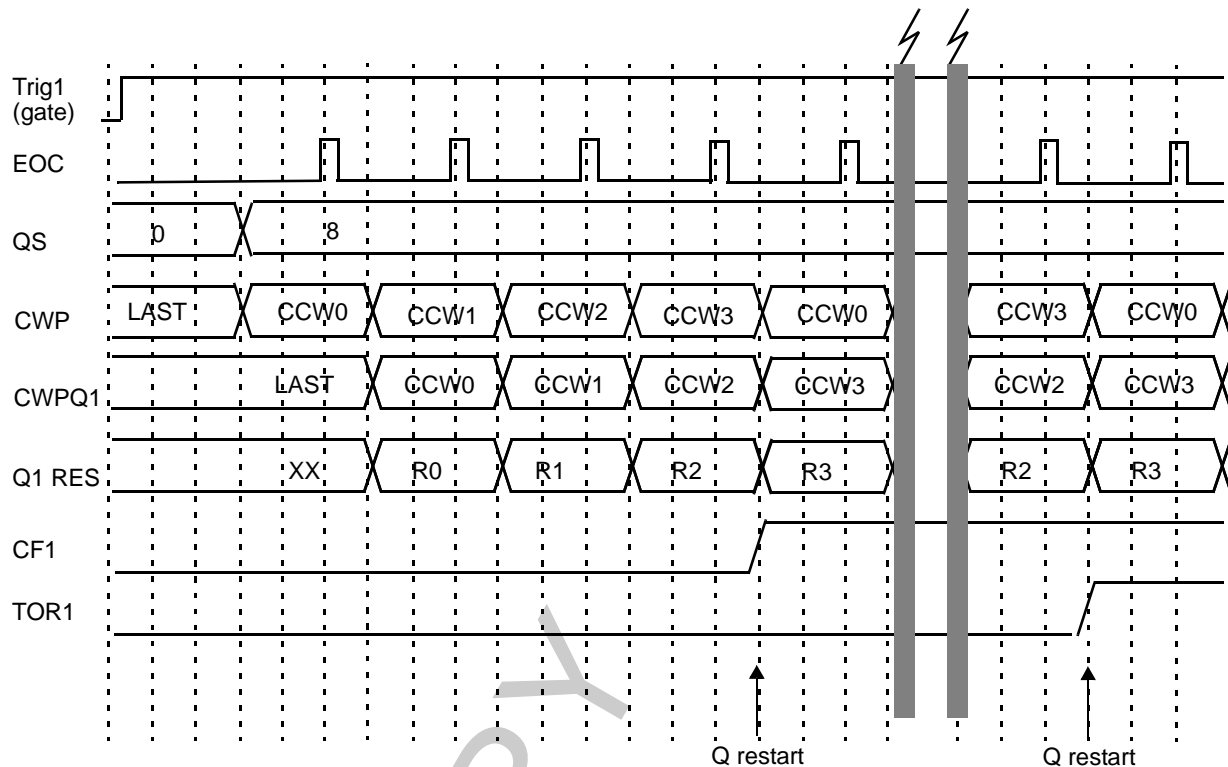 Trig1
(gate)
EOC
QS 0 8
CWP LAST CCW0 CCW1 CCW2 CCW3 CCW0 CCW3 CCW0
CWPQ1 LAST CCW0 CCW1 CCW2 CCW3 CCW2 CCW3
Q1 RES XX R0 R1 R2 R3 R2 R3
CF1
TOR1
Q restart Q restart